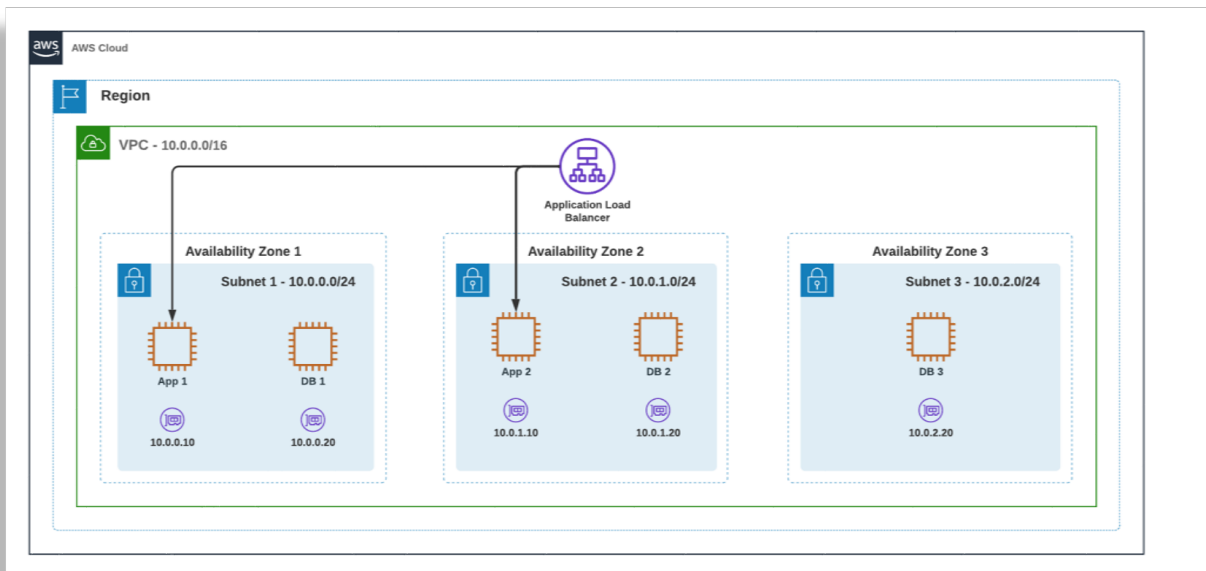 aws
AWS Cloud
Region
VPC - 10.0.0.0/16
Application Load
Balancer
Availability Zone 1
Subnet 1 - 10.0.0.0/24
App 1
DB 1
10.0.0.10
10.0.0.20
Availability Zone 2
Subnet 2 - 10.0.1.0/24
App 2
DB 2
10.0.1.10
10.0.1.20
Availability Zone 3
Subnet 3 - 10.0.2.0/24
DB 3
10.0.2.20